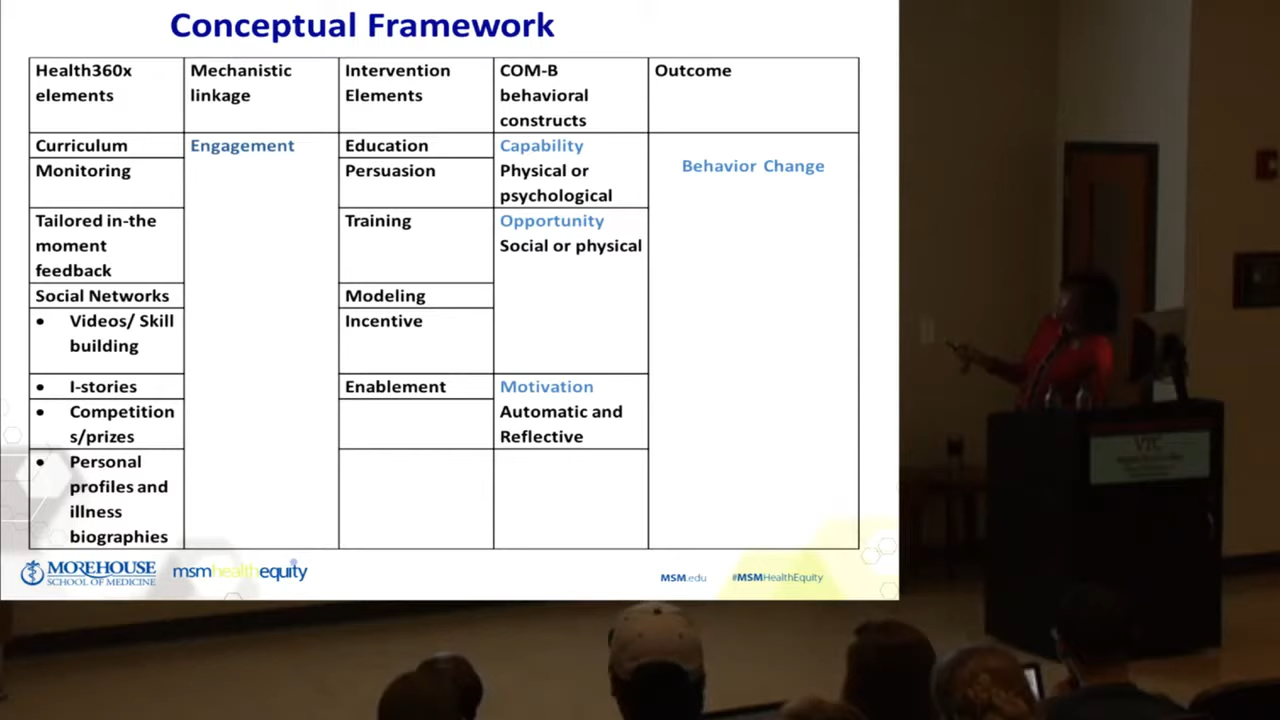 Conceptual Framework
Health360x
elements
Mechanistic
linkage
Intervention
Elements
COM-B
behavioral
constructs
Outcome
Curriculum
Engagement
Education
Capability
Behavior Change
Monitoring
Persuasion
Physical or
psychological
Tailored in-the
moment
feedback
Training
Opportunity
Social or physical
Social Networks
Modeling
• Videos/ Skill
building
Incentive
• I-stories
Enablement
Motivation
• Competition
s/prizes
Automatic and
Reflective
• Personal
profiles and
illness
biographies
MOREHOUSE
SCHOOL OF MEDICINE
msmhealthequity
MSM.edu
#MSMHealthEquity
VTC